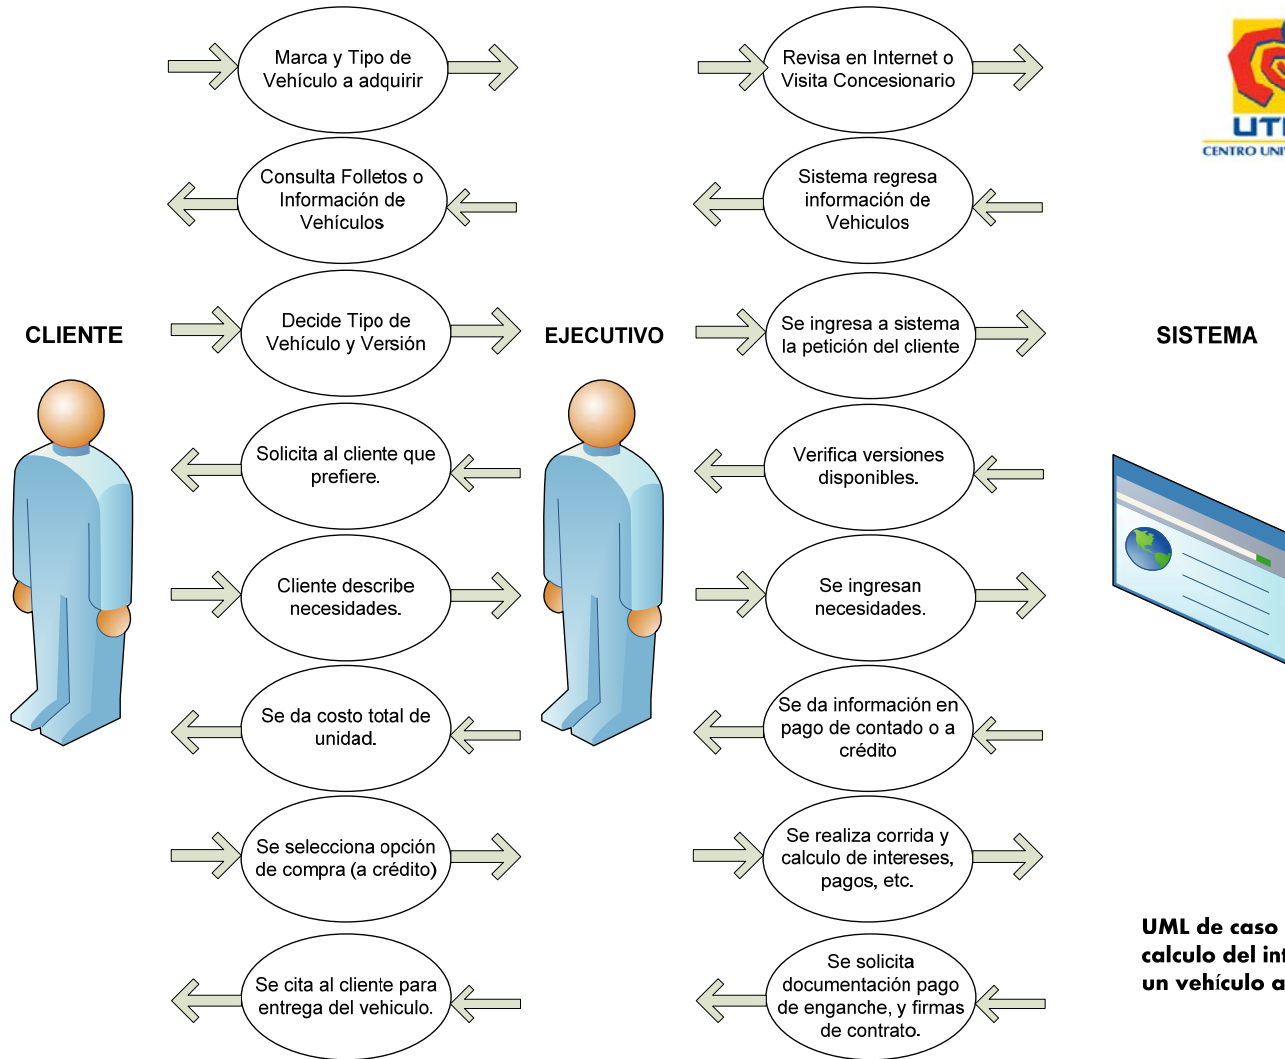 Marca y Tipo de
Vehículo a adquirir
Revisa en Internet o
Visita Concesionario
Consulta Folletos o
Información de
Vehículos
Sistema regresa
información de
Vehiculos
CLIENTE
Decide Tipo de
Vehículo y Versión
EJECUTIVO
Se ingresa a sistema
la petición del cliente
SISTEMA
Solicita al cliente que
prefiere.
Verifica versiones
disponibles.
Cliente describe
necesidades.
Se ingresan
necesidades.
Se da costo total de
unidad.
Se da información en
pago de contado o a
crédito
Se selecciona opción
de compra (a crédito)
Se realiza corrida y
calculo de intereses,
pagos, etc.
Se cita al cliente para
entrega del vehiculo.
Se solicita
documentación pago
de enganche, y firmas
de contrato.
CENTRO
UML de caso
calculo del
un vehículo a